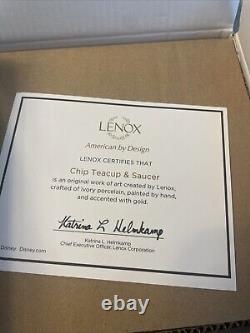 LENOX
American by Design
LENOX CERTIFIES THAT
Chip Teacup & Saucer
is an original work of art created by Lenox,
crafted of ivory porcelain, painted by hand,
and accented with gold.
Katrina L Helmkamp
Katrina L. Helmkamp
Chief Executive Officer, Lenox Corporation
Disney Disney.com